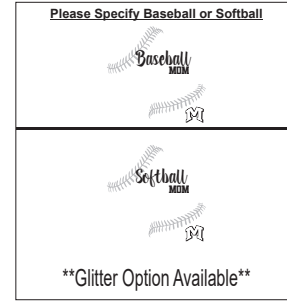 Please Specify Baseball or Softball
Baseball
MOM
M
Softball
MOM
M
**Glitter Option Available**